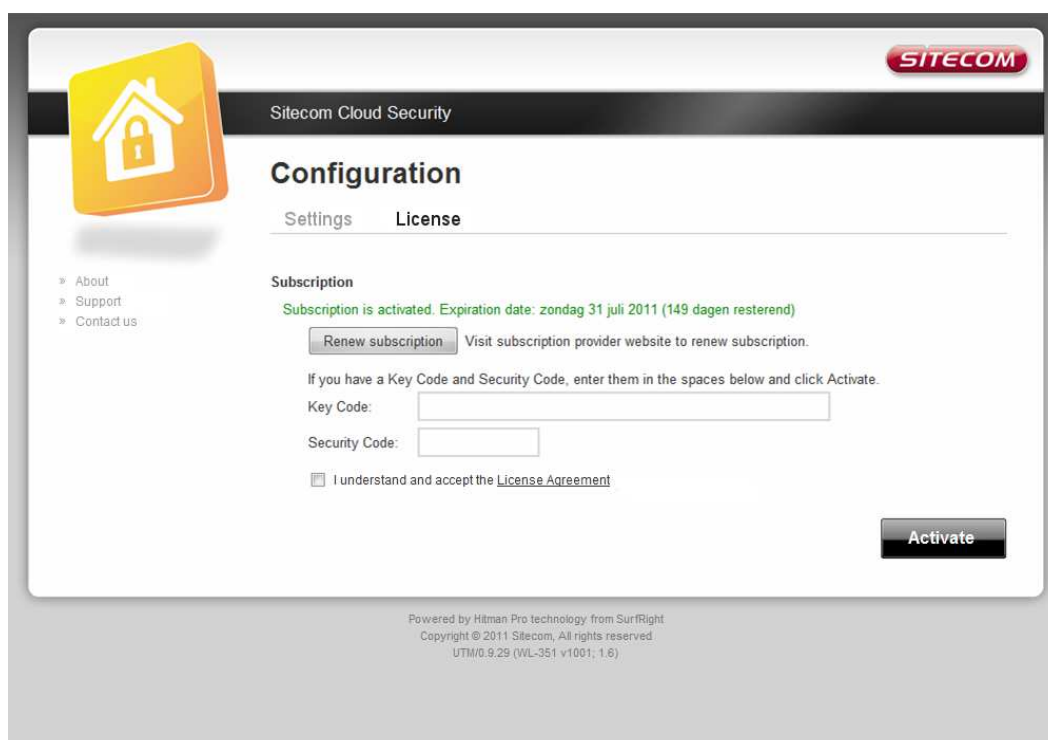 SITECOM
Sitecom Cloud Security
Configuration
Settings License
» About
» Support
» Contact us
Subscription
Subscription is activated. Expiration date: zondag 31 juli 2011 (149 dagen resterend)
Renew subscription Visit subscription provider website to renew subscription.
If you have a Key Code and Security Code, enter them in the spaces below and click Activate.
Key Code:
Security Code:
I understand and accept the License Agreement
Activate
Powered by Hitman Pro technology from SurfRight
Copyright © 2011 Sitecom, All rights reserved
UTM/0.9.29 (WL-351 v1001; 1.6)